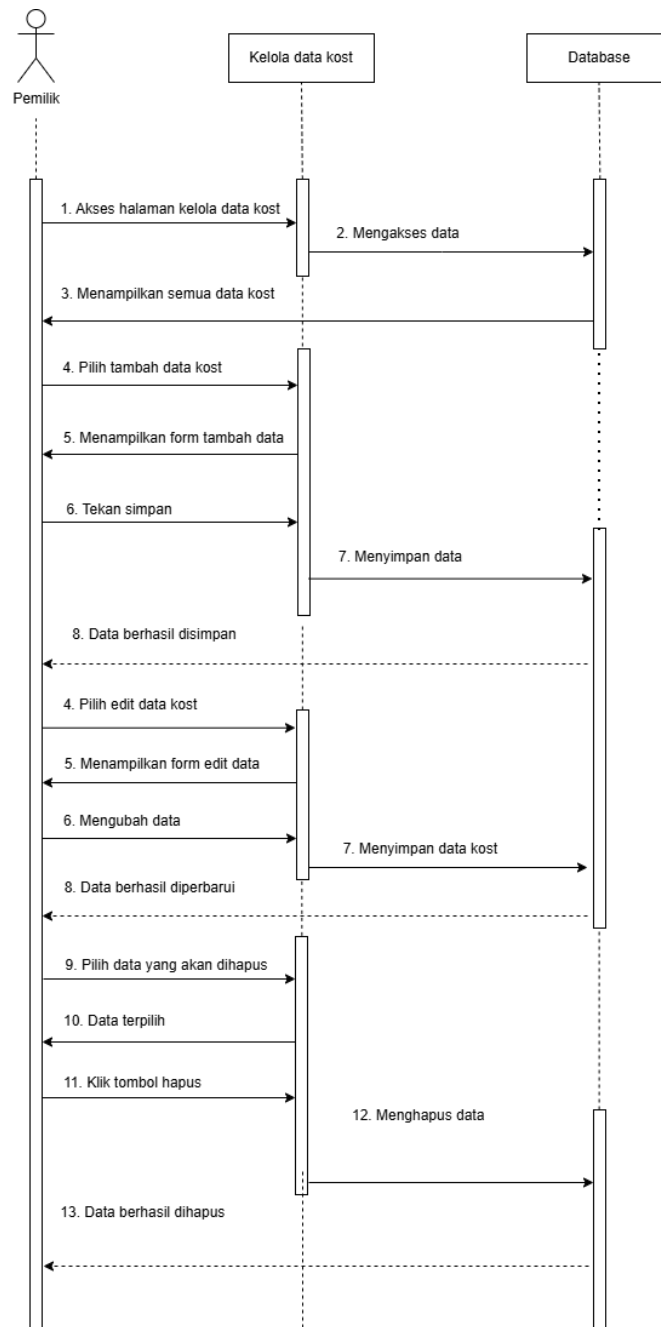 Pemilik
Kelola data kost
Database
1. Akses halaman kelola data kost
2. Mengakses data
3. Menampilkan semua data kost
4. Pilih tambah data kost
5. Menampilkan form tambah data
6. Tekan simpan
7. Menyimpan data
8. Data berhasil disimpan
4. Pilih edit data kost
5. Menampilkan form edit data
6. Mengubah data
7. Menyimpan data kost
8. Data berhasil diperbarui
9. Pilih data yang akan dihapus
10. Data terpilih
11. Klik tombol hapus
12. Menghapus data
13. Data berhasil dihapus